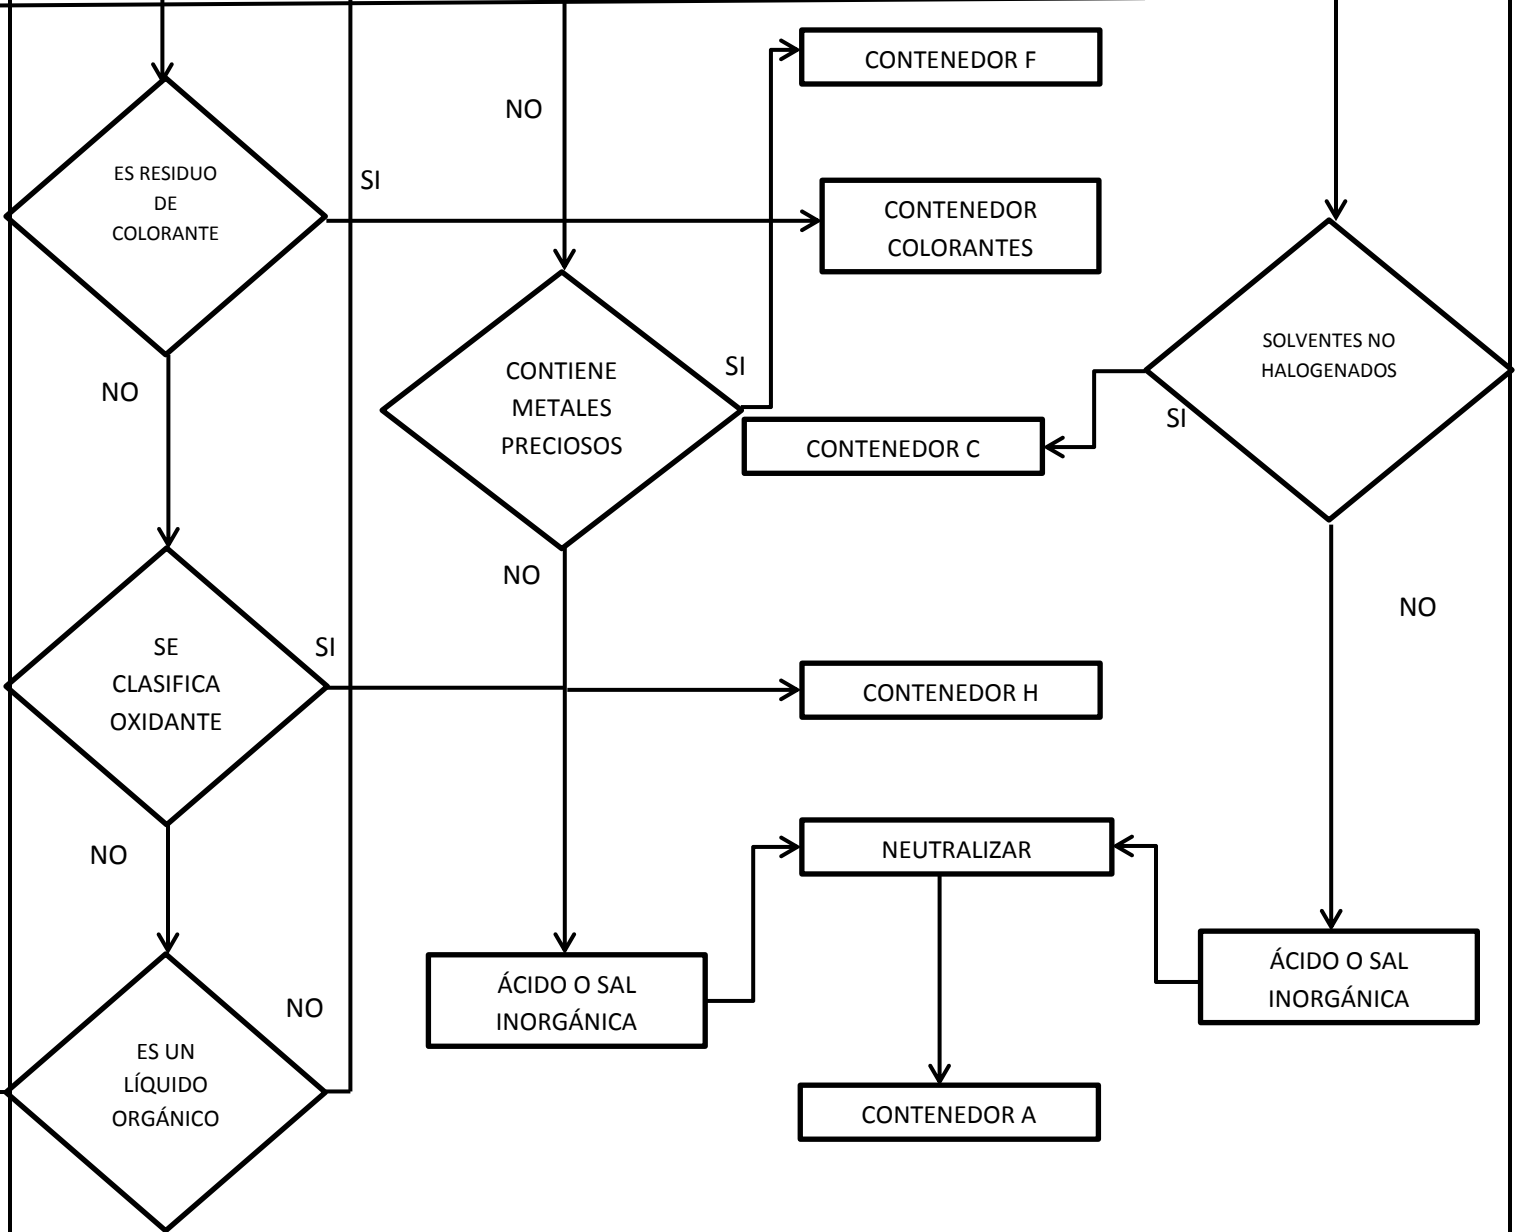 CONTENEDOR F
NO
ES RESIDUO
DE
COLORANTE
SI
CONTENEDOR
COLORANTES
SOLVENTES NO
HALOGENADOS
SI
CONTIENE
METALES
PRECIOSOS
SI
NO
CONTENEDOR C
NO
NO
SE
CLASIFICA
OXIDANTE
SI
CONTENEDOR H
NO
NEUTRALIZAR
ÁCIDO O SAL
INORGÁNICA
ÁCIDO O SAL
INORGÁNICA
NO
ES UN
LÍQUIDO
ORGÁNICO
CONTENEDOR A